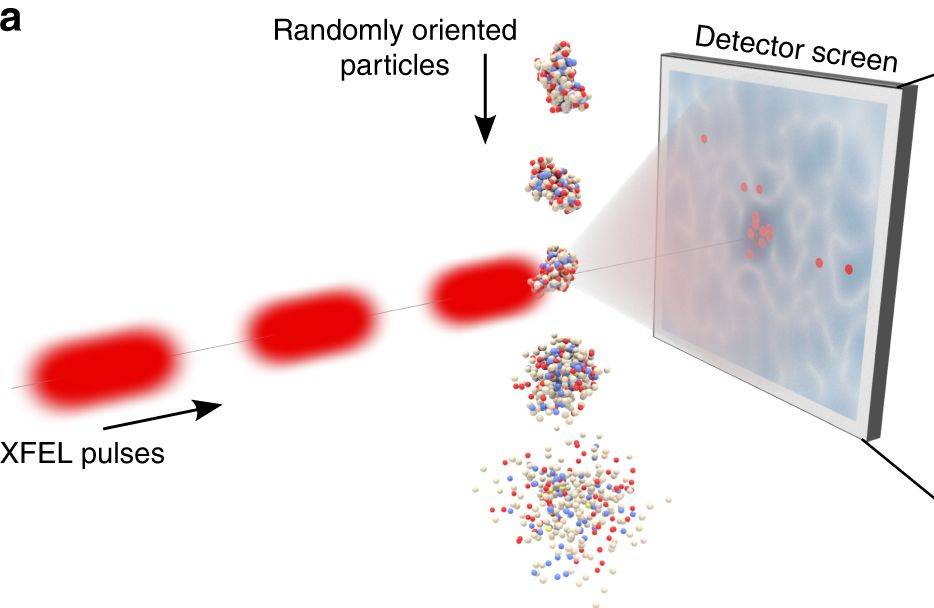 a
Randomly oriented
particles
Detector screen
XFEL pulses